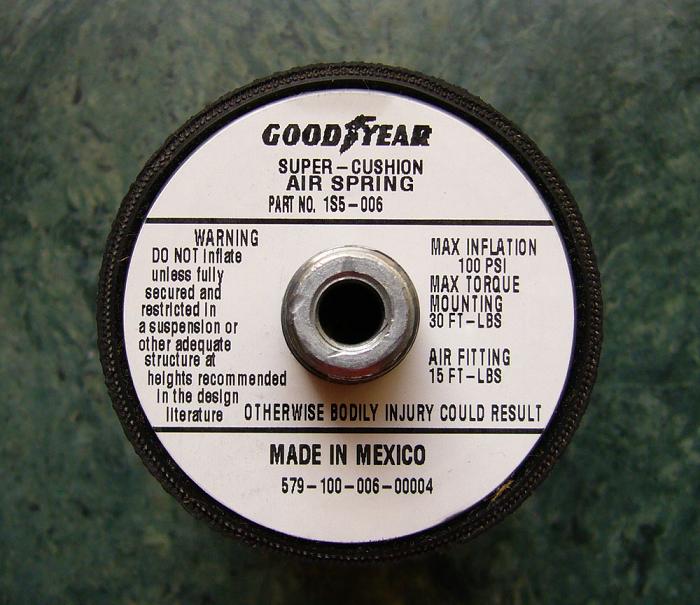 GOODYEAR
SUPER-CUSHION
AIR SPRING
PART NO. 1S5-006
WARNING
DO NOT inflate
unless fully
secured and
restricted in
a suspension or
other adequate
structure at
heights recommended
in the design
literature OTHERWISE BODILY INJURY COULD RESULT
MAX INFLATION
100 PSI
MAX TORQUE
MOUNTING
30 FT-LBS
AIR FITTING
15 FT-LBS
MADE IN MEXICO
579-100-006-00004